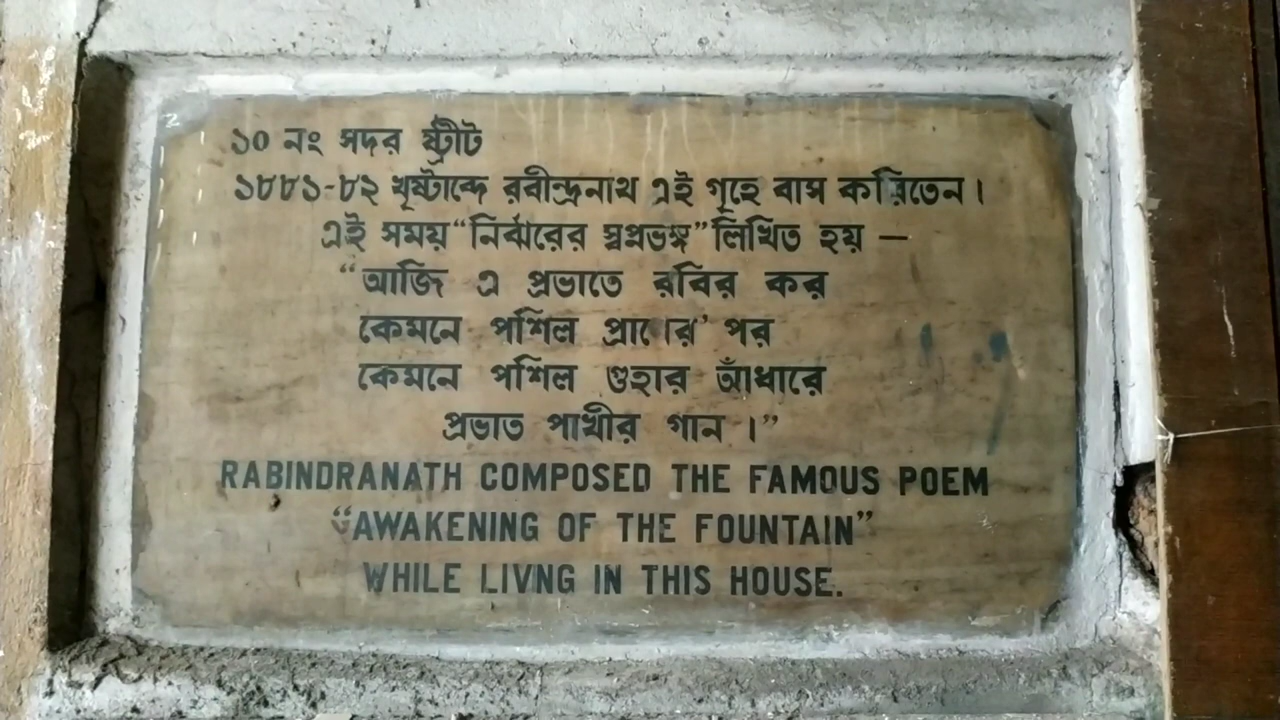 ১০ নং সদর ষ্ট্রীট
১৮৮১-৮২ খৃষ্টাব্দে রবীন্দ্রনাথ এই গৃহে বাস করিতেন।
এই সময় “নির্ঝরের স্বপ্নভঙ্গ” লিখিত হয় —
“আজি এ প্রভাতে রবির কর
কেমনে পশিল প্রাণের’ পর
কেমনে পশিল গুহার আঁধারে
প্রভাত পাখীর গান।”
RABINDRANATH COMPOSED THE FAMOUS POEM
“AWAKENING OF THE FOUNTAIN”
WHILE LIVNG IN THIS HOUSE.